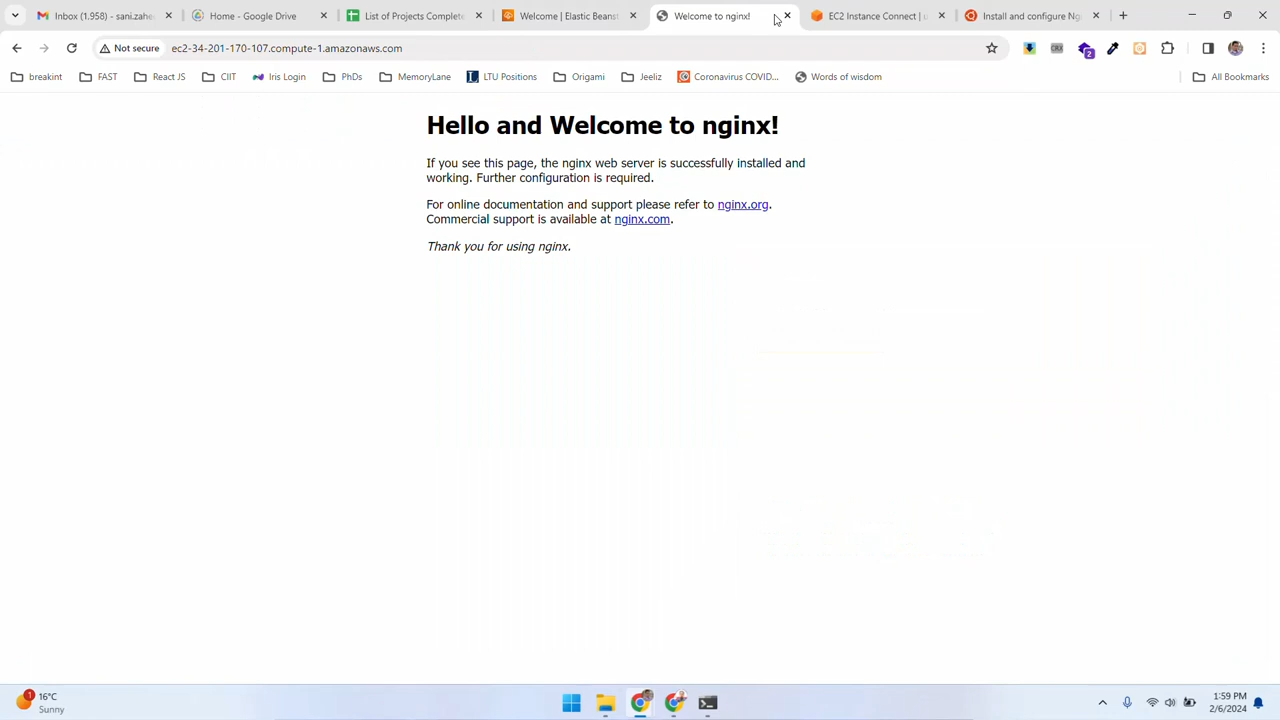 Inbox (1,958) - sani.zahe
Home - Google Drive
List of Projects Complete
Welcome | Elastic Beanst
Welcome to nginx!
EC2 Instance Connect | u
Install and configure Ng
Not secure
ec2-34-201-170-107.compute-1.amazonaws.com
CRX
2
breakint
FAST
React JS
CIIT
Iris Login
PhDs
MemoryLane
LTU Positions
Origami
Jeeliz
Coronavirus COVID...
Words of wisdom
All Bookmarks
Hello and Welcome to nginx!
If you see this page, the nginx web server is successfully installed and
working. Further configuration is required.
For online documentation and support please refer to nginx.org.
Commercial support is available at nginx.com.
Thank you for using nginx.
1
16°C
Sunny
1:59 PM
2/6/2024